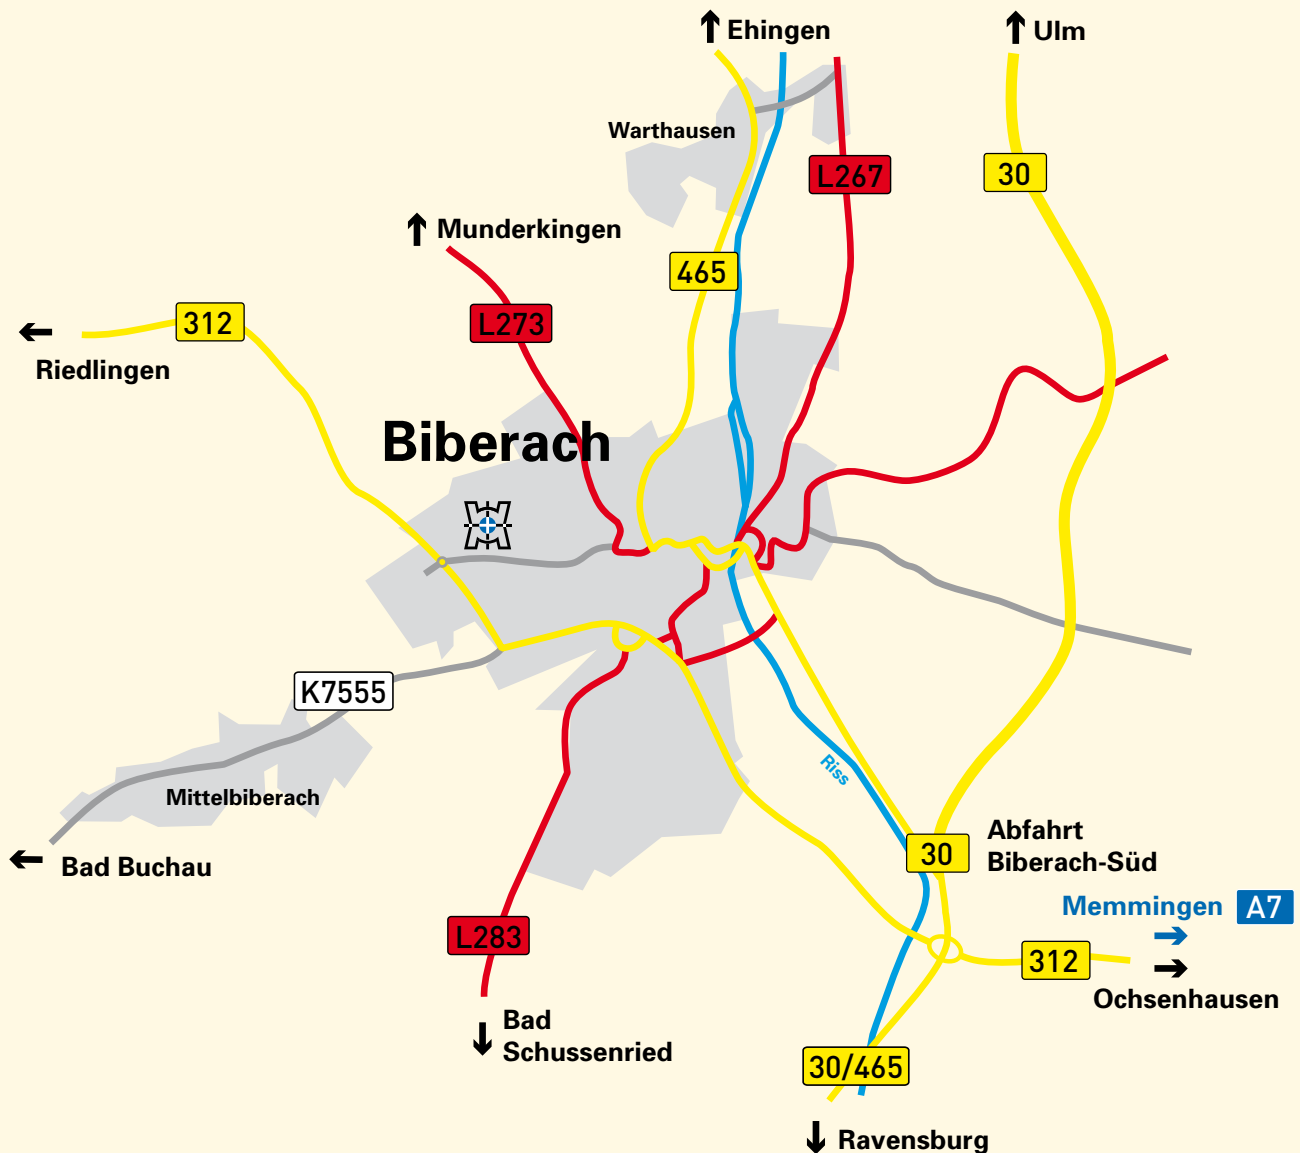 Ehingen
Ulm
Warthausen
L267
30
Munderkingen
465
L273
312
Riedlingen
Biberach
K7555
Riss
Mittelbiberach
Abfahrt
Biberach-Süd
30
Bad Buchau
Memmingen A7
L283
312
Ochsenhausen
Bad
Schussenried
30/465
Ravensburg